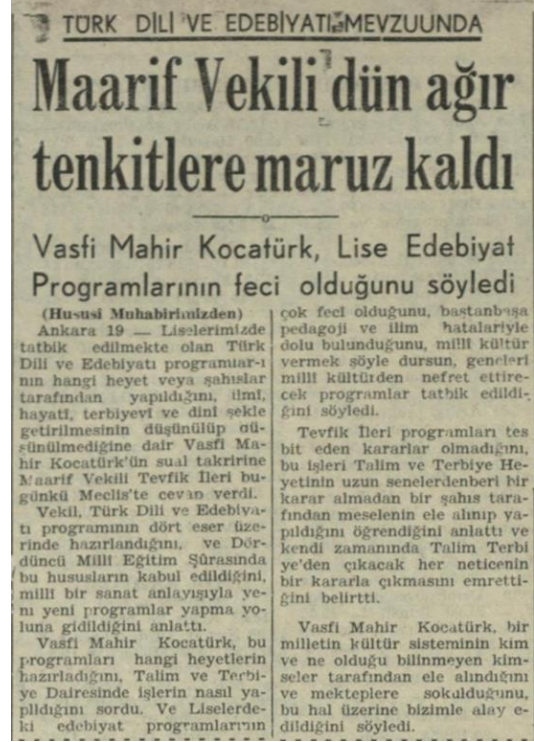 TÜRK DİLİ VE EDEBİYATI MEVZUUNDA
Maarif Vekili dün ağır
tenkitlere maruz kaldı
Vasfi Mahir Kocatürk, Lise Edebiyat
Programlarının feci olduğunu söyledi
(Hususi Muhabirimizden)
Ankara 19 — Liselerimizde
tatbik edilmekte olan Türk
Dili ve Edebiyatı programları-
nın hangi heyet veya şahıslar
tarafından yapıldığını, ilmî,
hayatî, terbiyevî ve dinî şekle
getirilmesinin düşünülüp dü-
şünülmediğine dair Vasfi Ma-
hir Kocatürk'ün sual takririne
Maarif Vekili Tevfik İleri bu-
günkü Meclis'te cevap verdi.
Vekil, Türk Dili ve Edebiya-
tı programının dört eser üze-
rinde hazırlandığını, ve Dör-
düncü Milli Eğitim Şûrasında
bu hususların kabul edildiğini,
milli bir sanat anlayışıyla ye-
ni yeni programlar yapma yo-
luna gidildiğini anlattı.
Vasfi Mahir Kocatürk, bu
programları hangi heyetlerin
hazırladığını, Talim ve Terbi-
ye Dairesinde işlerin nasıl ya-
pıldığını sordu. Ve Liselerde-
ki edebiyat programlarının
çok feci olduğunu, baştanbaşa
pedagoji ve ilim hatalariyle
dolu bulunduğunu, milli kültür
vermek şöyle dursun, gençleri
milli kültürden nefret ettire-
cek programlar tatbik edildi-
ğini söyledi.
Tevfik İleri programları tes
bit eden kararlar olmadığını,
bu işleri Talim ve Terbiye He-
yetinin uzun senelerdenberi bir
karar almadan bir şahıs tara-
fından meselenin ele alınıp ya-
pıldığını öğrendiğini anlattı ve
kendi zamanında Talim Terbi
ye'den çıkacak her neticenin
bir kararla çıkmasını emretti-
ğini belirtti.
Vasfi Mahir Kocatürk, bir
milletin kültür sisteminin kim
ve ne olduğu bilinmeyen kim-
seler tarafından ele alındığını
ve mekteplere sokulduğunu,
bu hal üzerine bizimle alay e-
dildiğini söyledi.